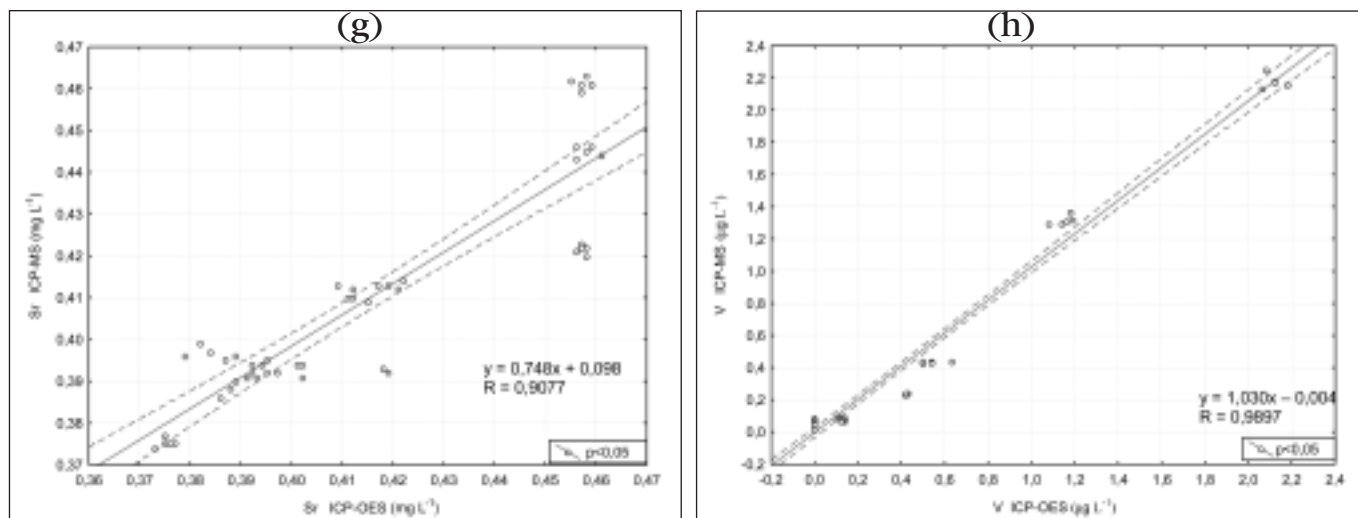 (g)
0,47
0,46
0,45
0,44
0,43
0,42
0,41
0,40
0,39
0,38
0,37
Sr ICP-MS (mg L⁻¹)
y = 0,748x + 0,098
R = 0,9077
p<0,05
0,36 0,37 0,38 0,39 0,40 0,41 0,42 0,43 0,44 0,45 0,46 0,47
Sr ICP-OES (mg L⁻¹)
(h)
2,4
2,2
2,0
1,8
1,6
1,4
1,2
1,0
0,8
0,6
0,4
0,2
0,0
-0,2
V ICP-MS (µg L⁻¹)
y = 1,030x – 0,004
R = 0,9897
p<0,05
-0,2 0,0 0,2 0,4 0,6 0,8 1,0 1,2 1,4 1,6 1,8 2,0 2,2 2,4
V ICP-OES (µg L⁻¹)